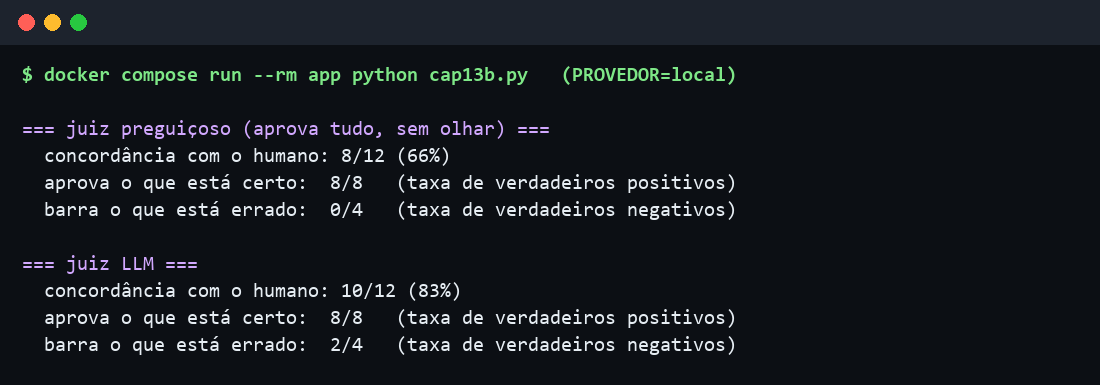 $ docker compose run --rm app python cap13b.py   (PROVEDOR=local)
=== juiz preguiçoso (aprova tudo, sem olhar) ===
concordância com o humano: 8/12 (66%)
aprova o que está certo:  8/8   (taxa de verdadeiros positivos)
barra o que está errado:  0/4   (taxa de verdadeiros negativos)
=== juiz LLM ===
concordância com o humano: 10/12 (83%)
aprova o que está certo:  8/8   (taxa de verdadeiros positivos)
barra o que está errado:  2/4   (taxa de verdadeiros negativos)